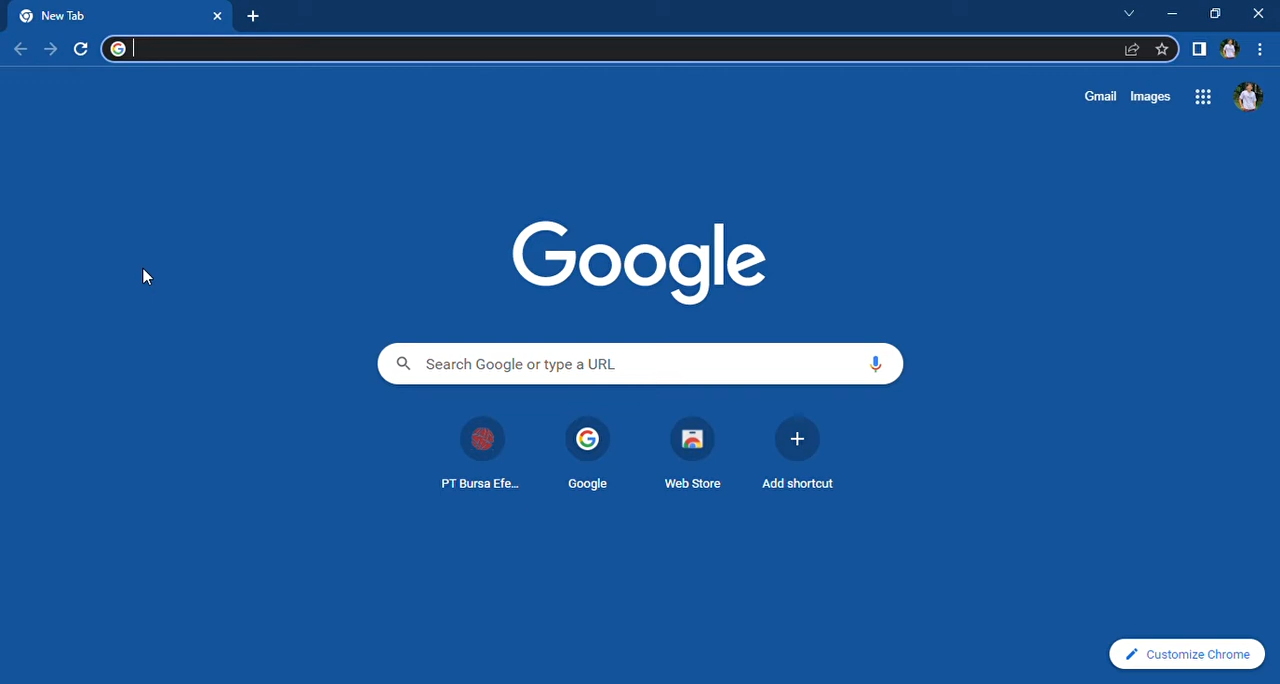 New Tab
Gmail Images
Google
Search Google or type a URL
PT Bursa Efe... Google Web Store Add shortcut
Customize Chrome